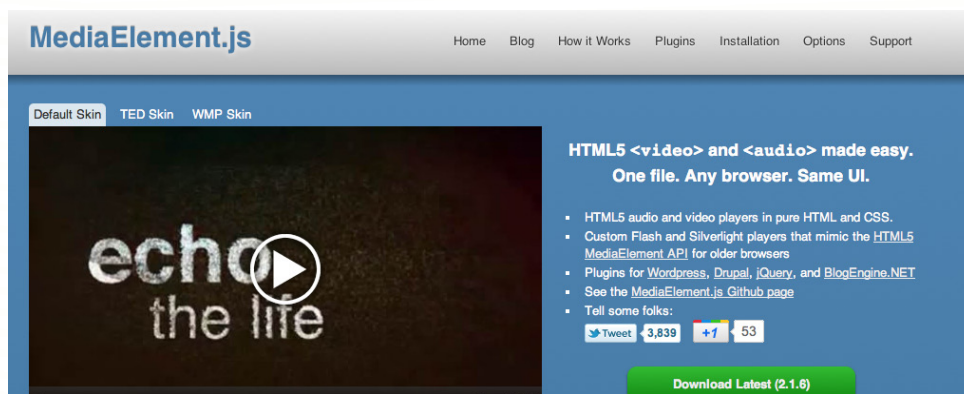 MediaElement.js
Home Blog How it Works Plugins Installation Options Support
Default Skin TED Skin WMP Skin
echo
the life
HTML5 <video> and <audio> made easy.
One file. Any browser. Same UI.
HTML5 audio and video players in pure HTML and CSS.
Custom Flash and Silverlight players that mimic the HTML5
MediaElement API for older browsers
Plugins for Wordpress, Drupal, jQuery, and BlogEngine.NET
See the MediaElement.js Github page
Tell some folks:
Tweet 3,839 +1 53
Download Latest (2.1.6)